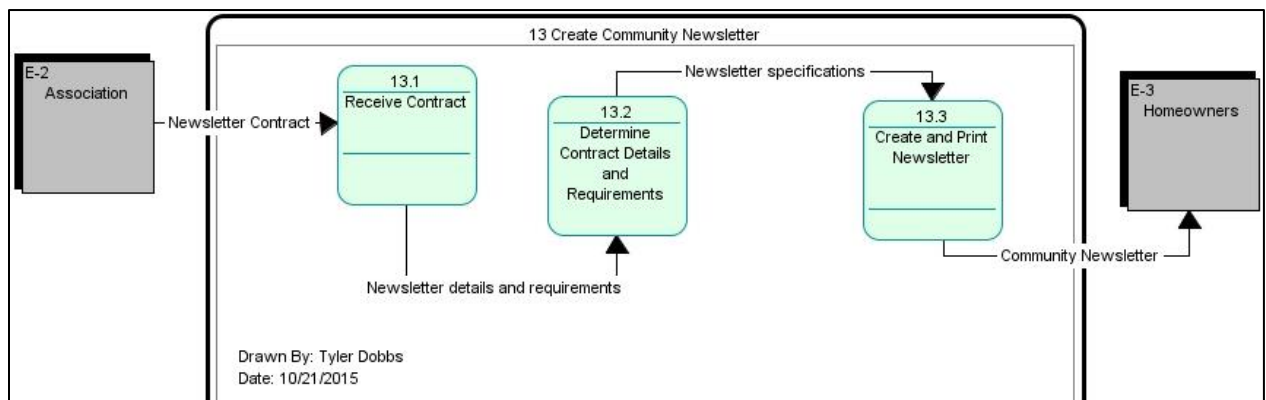 13 Create Community Newsletter
E-2
Association
Newsletter Contract
13.1
Receive Contract
Newsletter details and requirements
13.2
Determine
Contract Details
and
Requirements
Newsletter specifications
13.3
Create and Print
Newsletter
Community Newsletter
E-3
Homeowners
Drawn By: Tyler Dobbs
Date: 10/21/2015